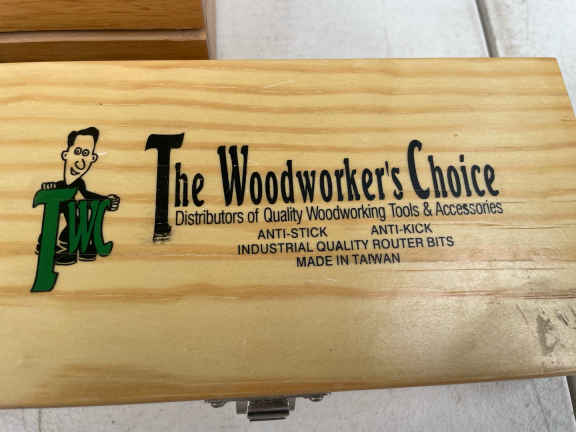 The Woodworker's Choice
Distributors of Quality Woodworking Tools & Accessories
ANTI-STICK ANTI-KICK
INDUSTRIAL QUALITY ROUTER BITS
MADE IN TAIWAN
TWC